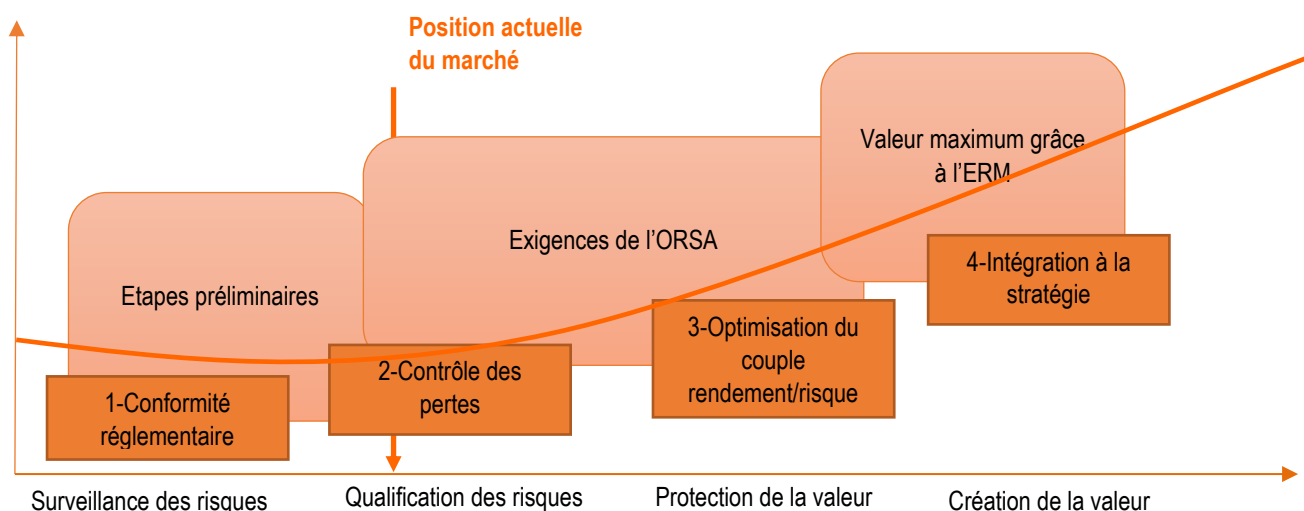 Position actuelle
du marché
Valeur maximum grâce
à l’ERM
Exigences de l’ORSA
Etapes préliminaires
4-Intégration à la
stratégie
3-Optimisation du
couple
rendement/risque
2-Contrôle des
pertes
1-Conformité
réglementaire
Surveillance des risques
Qualification des risques
Protection de la valeur
Création de la valeur